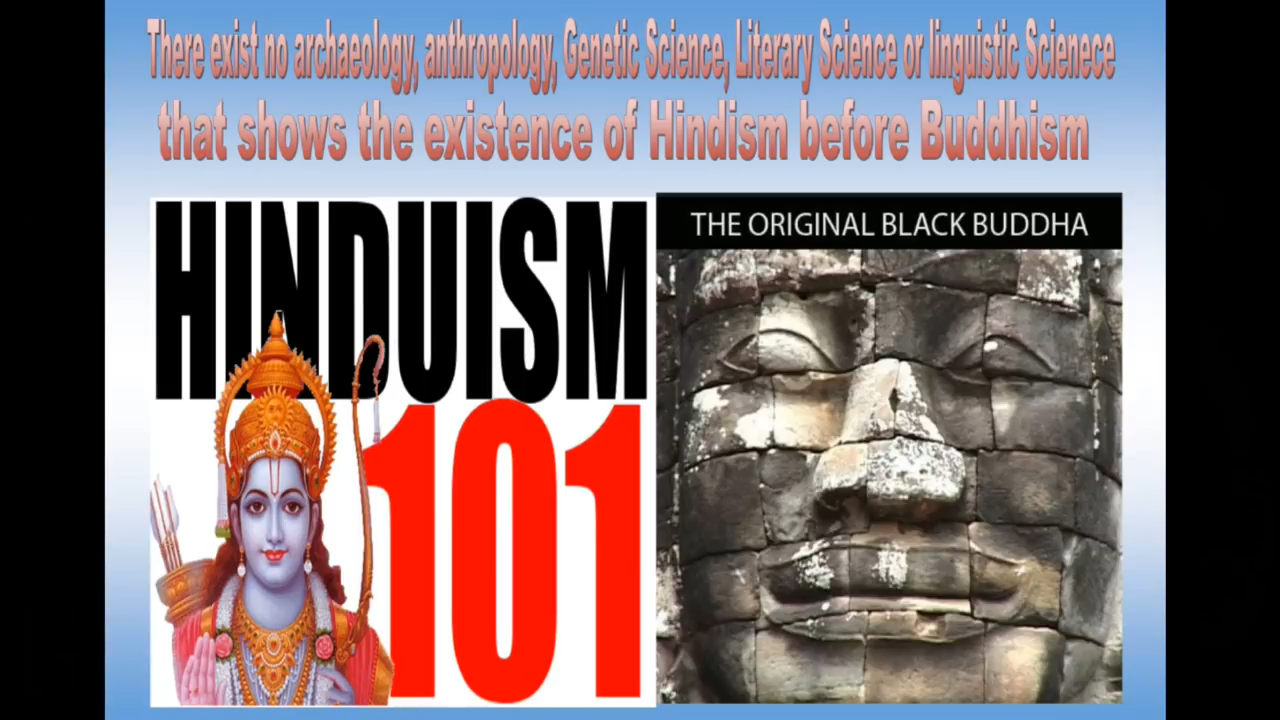 There exist no archaeology, anthropology, Genetic Science, Literary Science or linguistic Scienece
that shows the existence of Hindism before Buddhism
HINDUISM
101
THE ORIGINAL BLACK BUDDHA